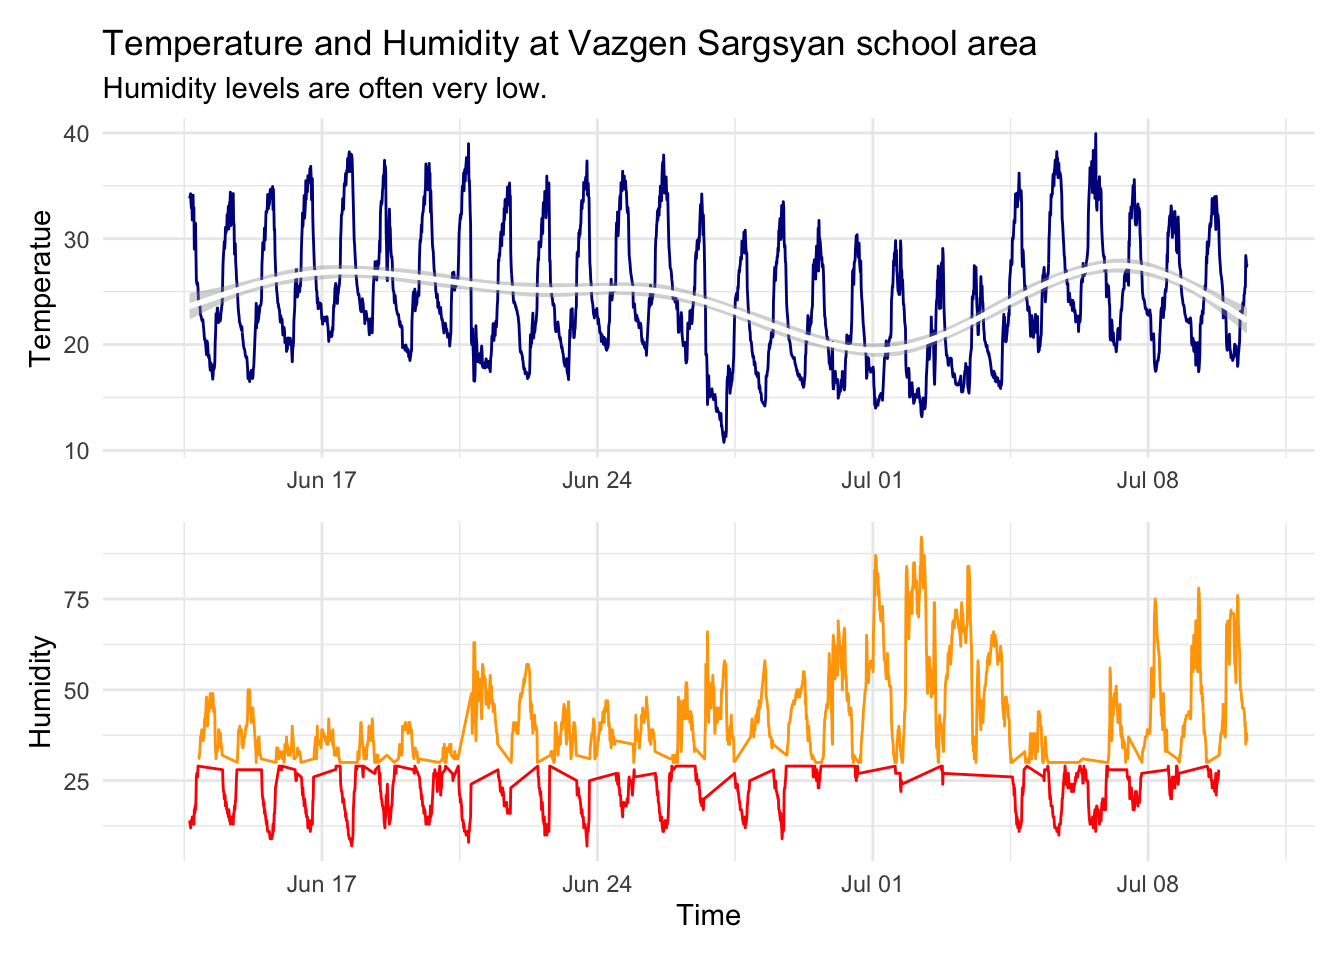 Temperature and Humidity at Vazgen Sargsyan school area
Humidity levels are often very low.
Temperatue
40
30
20
10
Jun 17 Jun 24 Jul 01 Jul 08
Humidity
75
50
25
Jun 17 Jun 24 Jul 01 Jul 08
Time